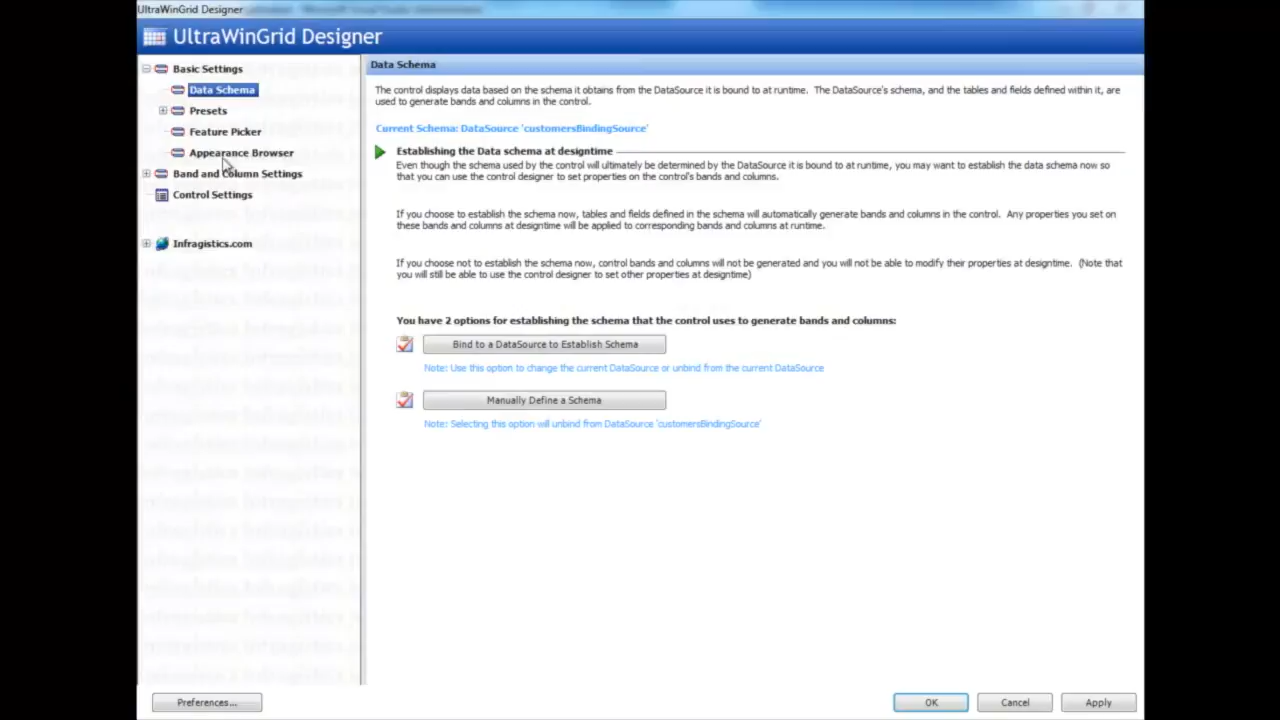 UltraWinGrid Designer
UltraWinGrid Designer
Basic Settings
Data Schema
Presets
Feature Picker
Appearance Browser
Band and Column Settings
Control Settings
Infragistics.com
Data Schema
The control displays data based on the schema it obtains from the DataSource it is bound to at runtime. The DataSource's schema, and the tables and fields defined within it, are
used to generate bands and columns in the control.
Current Schema: DataSource 'customersBindingSource'
Establishing the Data schema at designtime
Even though the schema used by the control will ultimately be determined by the DataSource it is bound to at runtime, you may want to establish the data schema now so
that you can use the control designer to set properties on the control's bands and columns.
If you choose to establish the schema now, tables and fields defined in the schema will automatically generate bands and columns in the control. Any properties you set on
these bands and columns at designtime will be applied to corresponding bands and columns at runtime.
If you choose not to establish the schema now, control bands and columns will not be generated and you will not be able to modify their properties at designtime. (Note that
you will still be able to use the control designer to set other properties at designtime)
You have 2 options for establishing the schema that the control uses to generate bands and columns:
Bind to a DataSource to Establish Schema
Note: Use this option to change the current DataSource or unbind from the current DataSource
Manually Define a Schema
Note: Selecting this option will unbind from DataSource 'customersBindingSource'
Preferences...
OK
Cancel
Apply